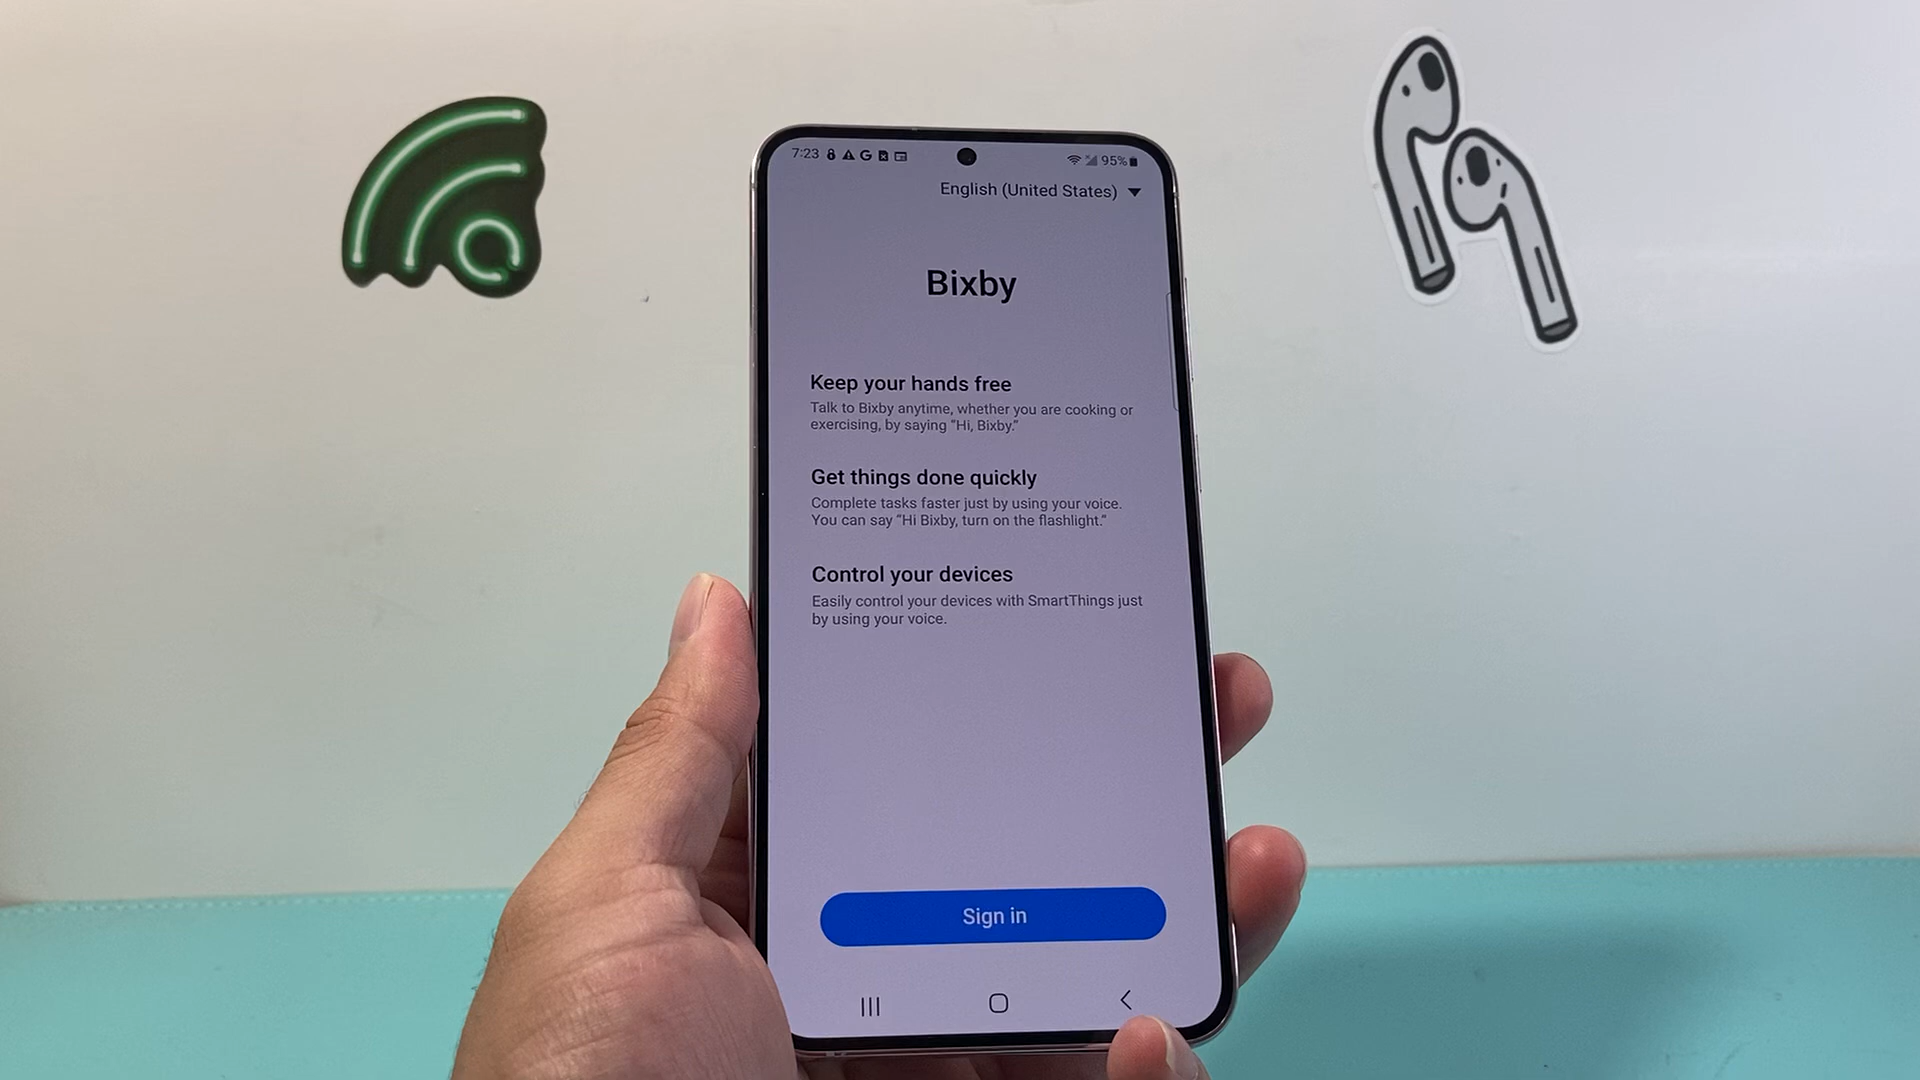 7:23 G 95%
English (United States)
Bixby
Keep your hands free
Talk to Bixby anytime, whether you are cooking or
exercising, by saying “Hi, Bixby.”
Get things done quickly
Complete tasks faster just by using your voice.
You can say “Hi Bixby, turn on the flashlight.”
Control your devices
Easily control your devices with SmartThings just
by using your voice.
Sign in